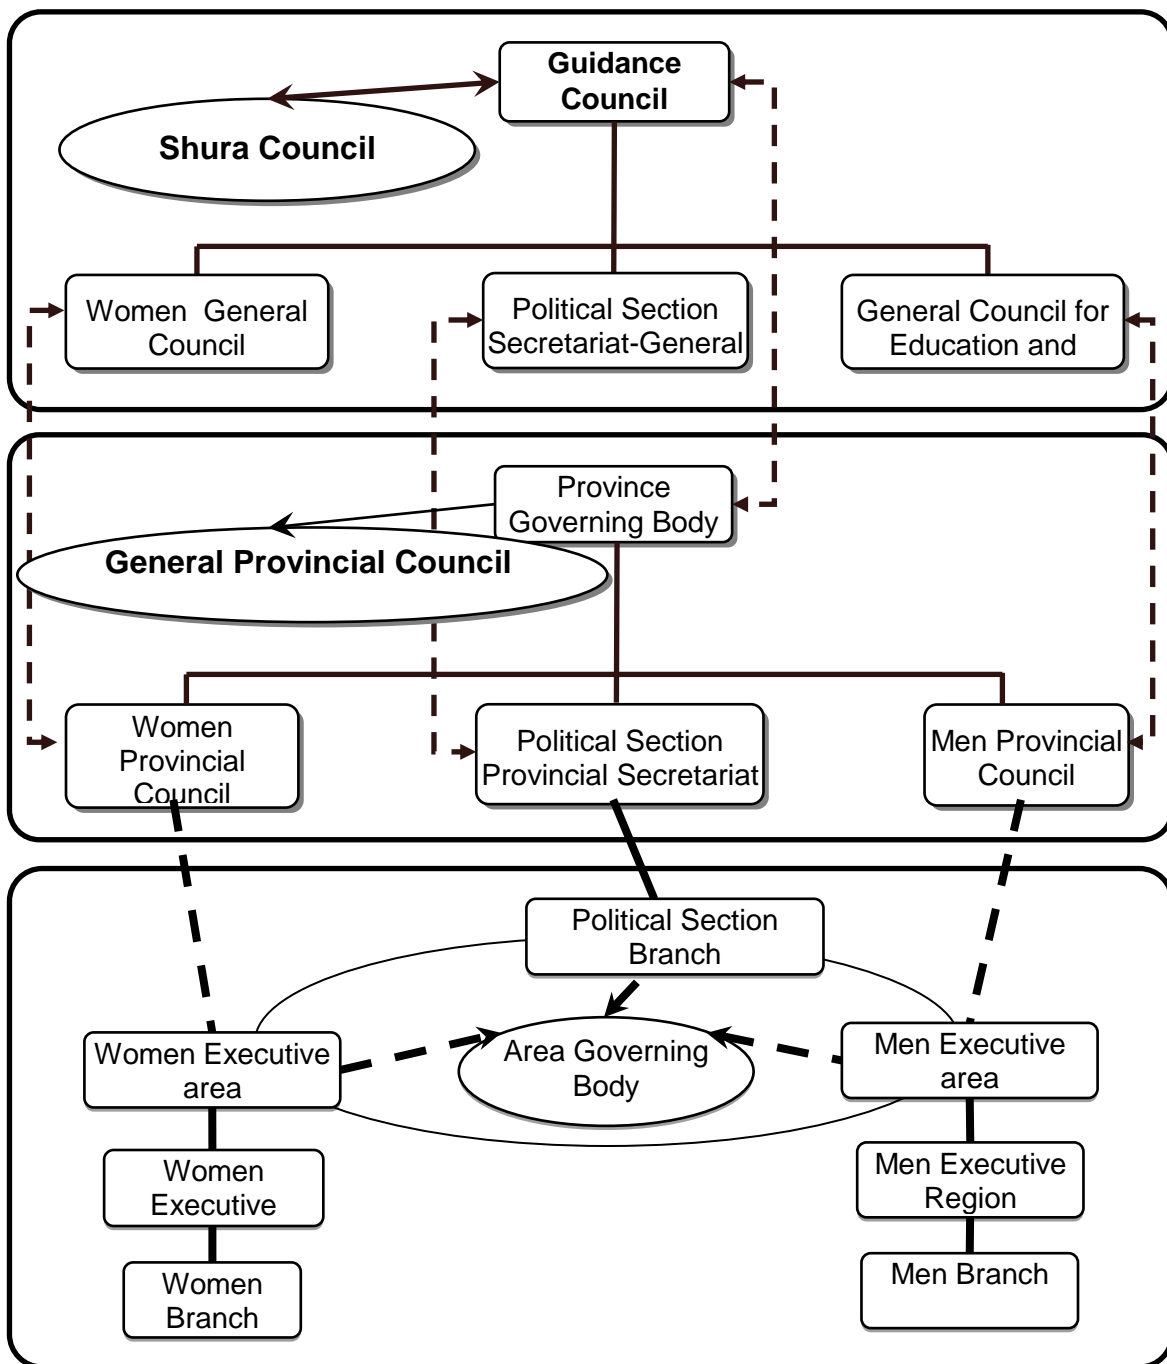 Guidance
Council
Shura Council
Women General
Council
Political Section
Secretariat-General
General Council for
Education and
Province
Governing Body
General Provincial Council
Women
Provincial
Council
Political Section
Provincial Secretariat
Men Provincial
Council
Political Section
Branch
Women Executive
area
Area Governing
Body
Men Executive
area
Women
Executive
Men Executive
Region
Women
Branch
Men Branch